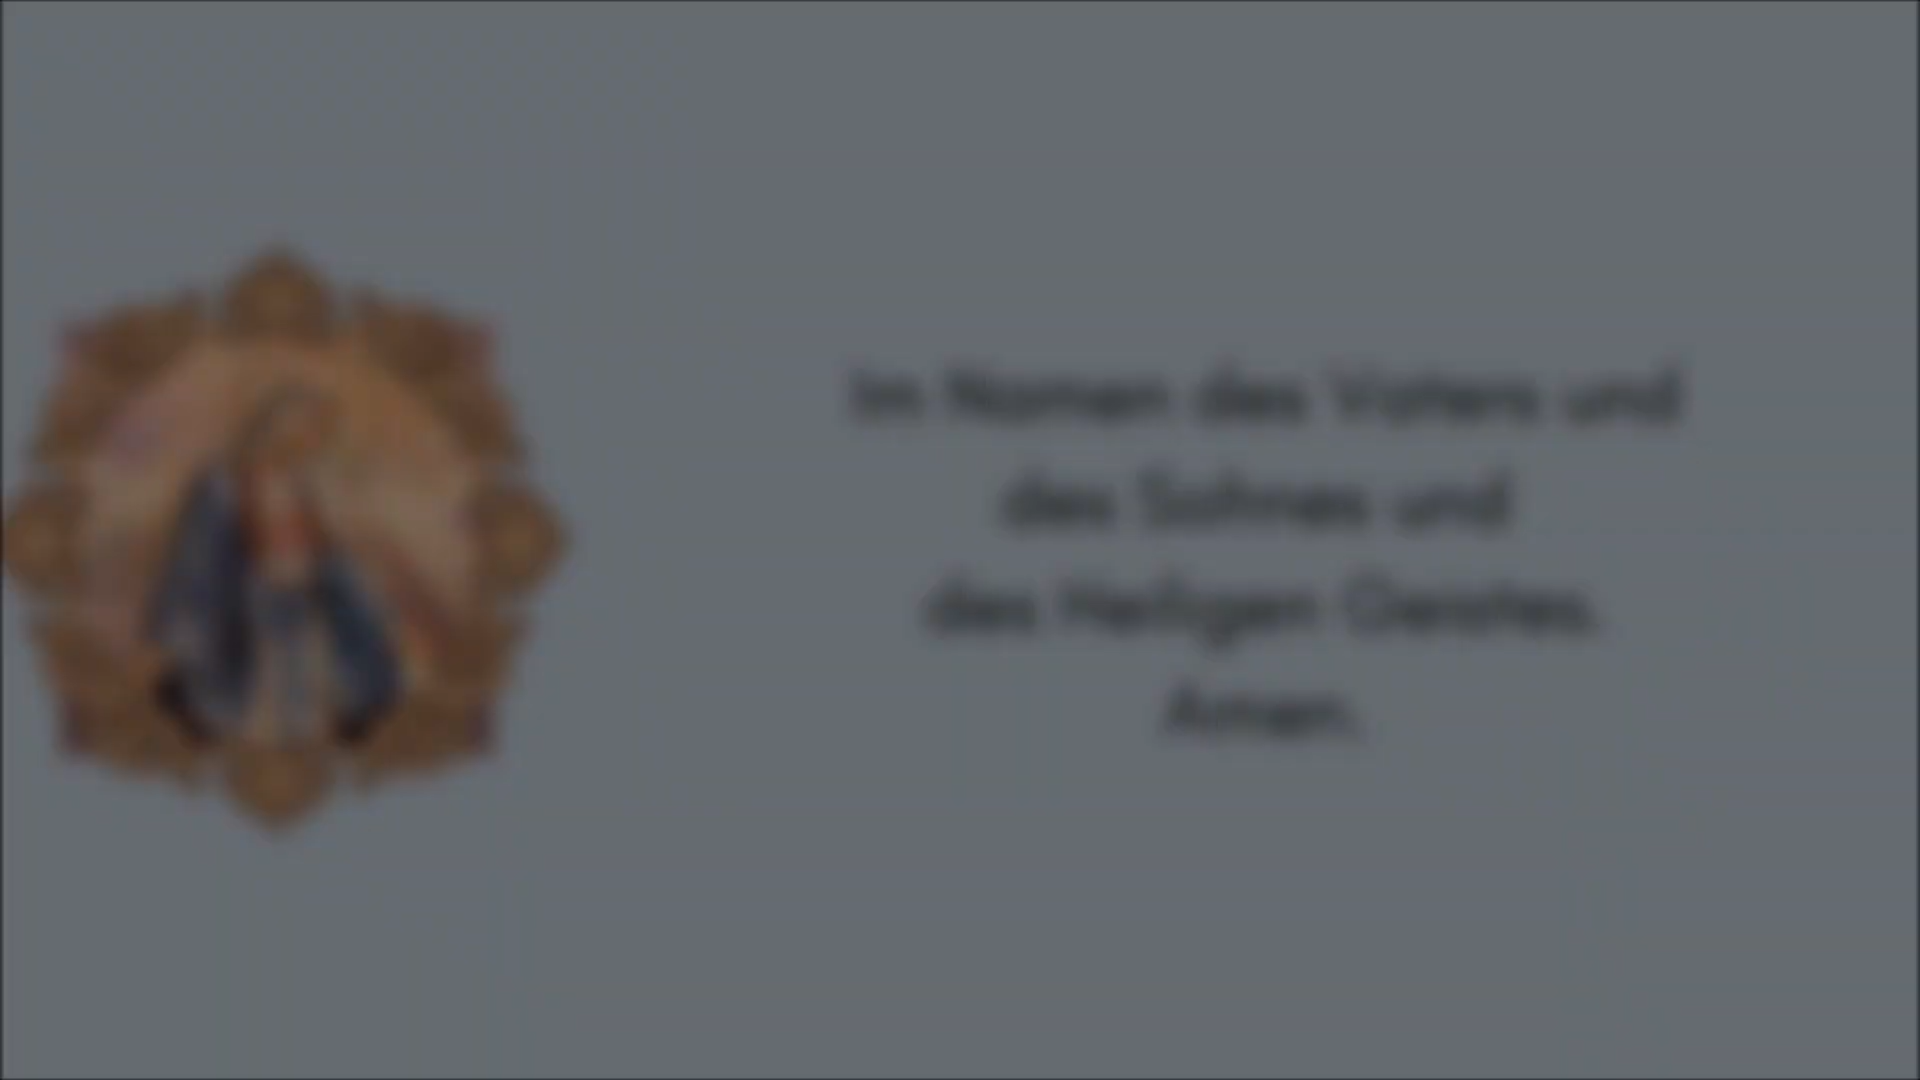 Im Namen des Vaters und
des Sohnes und
des Heiligen Geistes.
Amen.